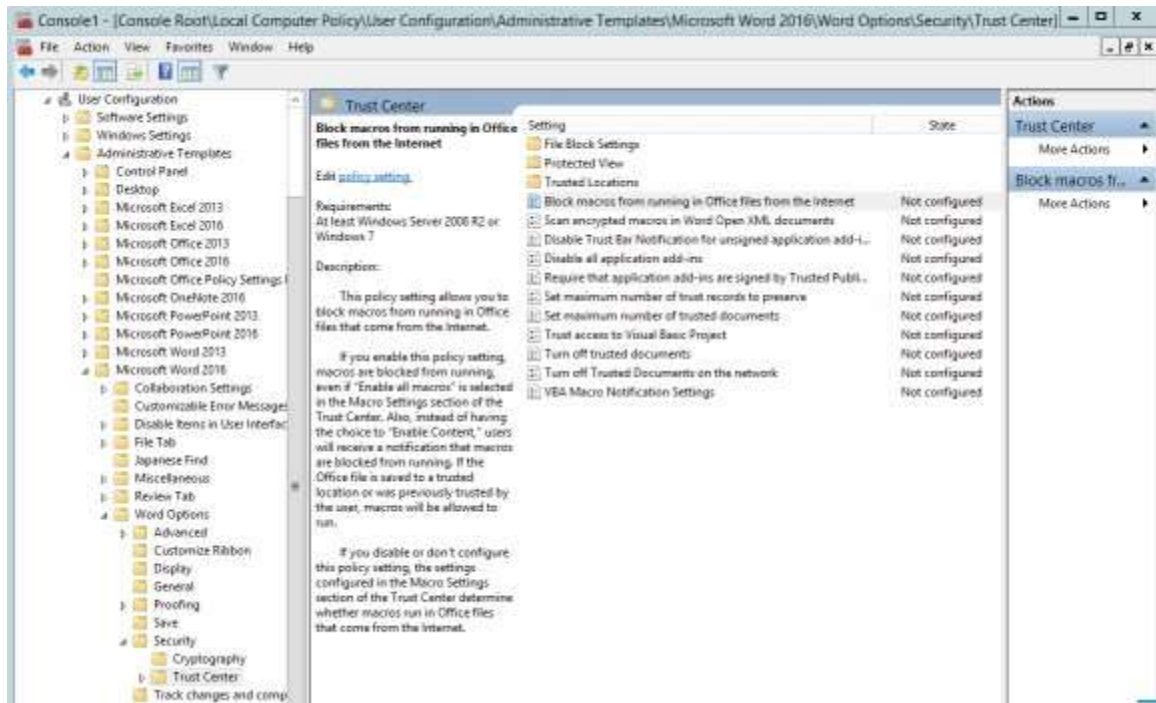 Console1 - [Console Root\Local Computer Policy\User Configuration\Administrative Templates\Microsoft Word 2016\Word Options\Security\Trust Center]
File Action View Favorites Window Help
User Configuration
Software Settings
Windows Settings
Administrative Templates
Control Panel
Desktop
Microsoft Excel 2013
Microsoft Excel 2016
Microsoft Office 2013
Microsoft Office 2016
Microsoft Office Policy Settings
Microsoft OneNote 2016
Microsoft PowerPoint 2013
Microsoft PowerPoint 2016
Microsoft Word 2013
Microsoft Word 2016
Collaboration Settings
Customizable Error Messages
Disable Items in User Interfac
File Tab
Japanese Find
Miscellaneous
Review Tab
Word Options
Advanced
Customize Ribbon
Display
General
Proofing
Save
Security
Cryptography
Trust Center
Track changes and comp
Trust Center
Block macros from running in Office
files from the Internet
Edit policy setting.
Requirements:
At least Windows Server 2008 R2 or
Windows 7
Description:
This policy setting allows you to
block macros from running in Office
files that come from the Internet.
If you enable this policy setting,
macros are blocked from running,
even if "Enable all macros" is selected
in the Macro Settings section of the
Trust Center. Also, instead of having
the choice to "Enable Content," users
will receive a notification that macros
are blocked from running. If the
Office file is saved to a trusted
location or was previously trusted by
the user, macros will be allowed to
run.
If you disable or don't configure
this policy setting, the settings
configured in the Macro Settings
section of the Trust Center determine
whether macros run in Office files
that come from the Internet.
Setting State
File Block Settings
Protected View
Trusted Locations
Block macros from running in Office files from the Internet Not configured
Scan encrypted macros in Word Open XML documents Not configured
Disable Trust Bar Notification for unsigned application add-i... Not configured
Disable all application add-ins Not configured
Require that application add-ins are signed by Trusted Publi... Not configured
Set maximum number of trust records to preserve Not configured
Set maximum number of trusted documents Not configured
Trust access to Visual Basic Project Not configured
Turn off trusted documents Not configured
Turn off Trusted Documents on the network Not configured
VBA Macro Notification Settings Not configured
Actions
Trust Center
More Actions
Block macros fr...
More Actions